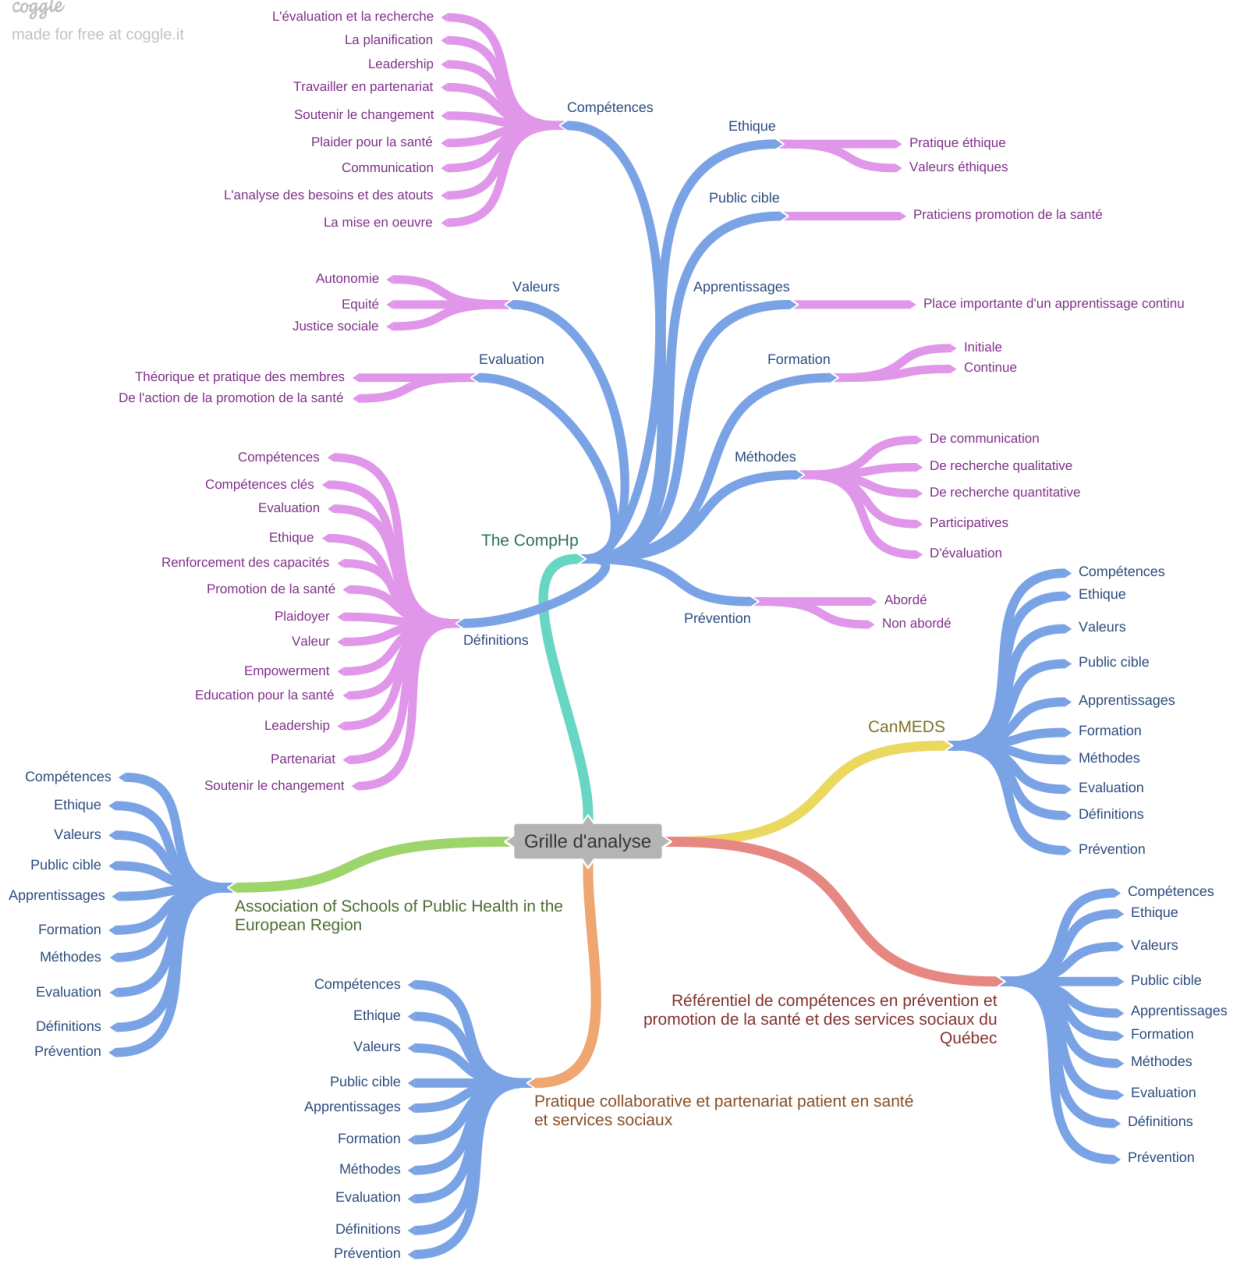 coggle
made for free at coggle.it
L'évaluation et la recherche
La planification
Leadership
Travailler en partenariat
Soutenir le changement
Plaider pour la santé
Communication
L'analyse des besoins et des atouts
La mise en oeuvre
Compétences
Ethique
Pratique éthique
Valeurs éthiques
Public cible
Praticiens promotion de la santé
Autonomie
Equité
Justice sociale
Valeurs
Apprentissages
Place importante d'un apprentissage continu
Evaluation
Théorique et pratique des membres
De l'action de la promotion de la santé
Formation
Initiale
Continue
Méthodes
De communication
De recherche qualitative
De recherche quantitative
Participatives
D'évaluation
The CompHp
Prévention
Abordé
Non abordé
Compétences
Compétences clés
Evaluation
Ethique
Renforcement des capacités
Promotion de la santé
Plaidoyer
Valeur
Empowerment
Education pour la santé
Leadership
Partenariat
Soutenir le changement
Définitions
CanMEDS
Compétences
Ethique
Valeurs
Public cible
Apprentissages
Formation
Méthodes
Evaluation
Définitions
Prévention
Grille d'analyse
Compétences
Ethique
Valeurs
Public cible
Apprentissages
Formation
Méthodes
Evaluation
Définitions
Prévention
Association of Schools of Public Health in the
European Region
Compétences
Ethique
Valeurs
Public cible
Apprentissages
Formation
Méthodes
Evaluation
Définitions
Prévention
Pratique collaborative et partenariat patient en santé
et services sociaux
Référentiel de compétences en prévention et
promotion de la santé et des services sociaux du
Québec
Compétences
Ethique
Valeurs
Public cible
Apprentissages
Formation
Méthodes
Evaluation
Définitions
Prévention